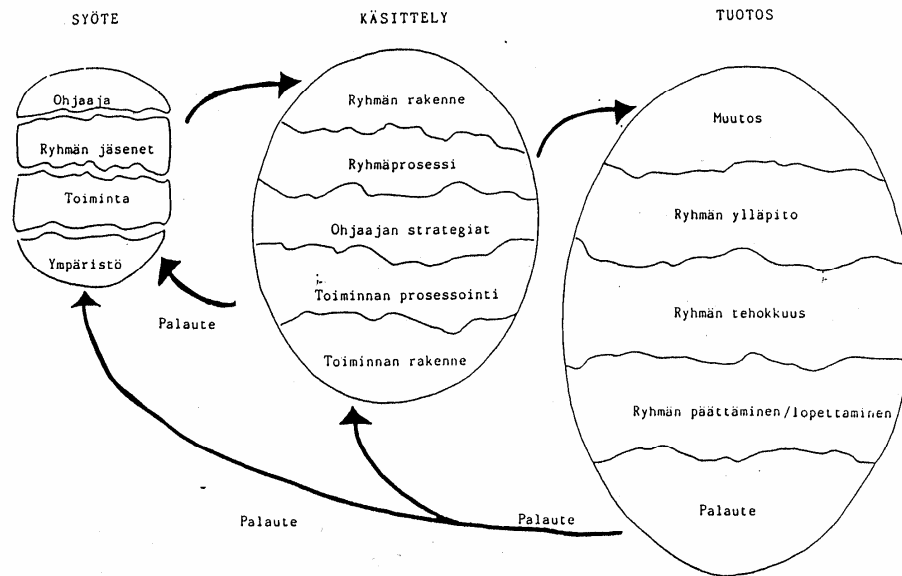 SYÖTE
KÄSITTELY
TUOTOS
Ohjaaja
Ryhmän jäsenet
Toiminta
Ympäristö
Palaute
Ryhmän rakenne
Ryhmäprosessi
Ohjaajan strategiat
Toiminnan prosessointi
Toiminnan rakenne
Muutos
Ryhmän ylläpito
Ryhmän tehokkuus
Ryhmän päättäminen/lopettaminen
Palaute
Palaute
Palaute